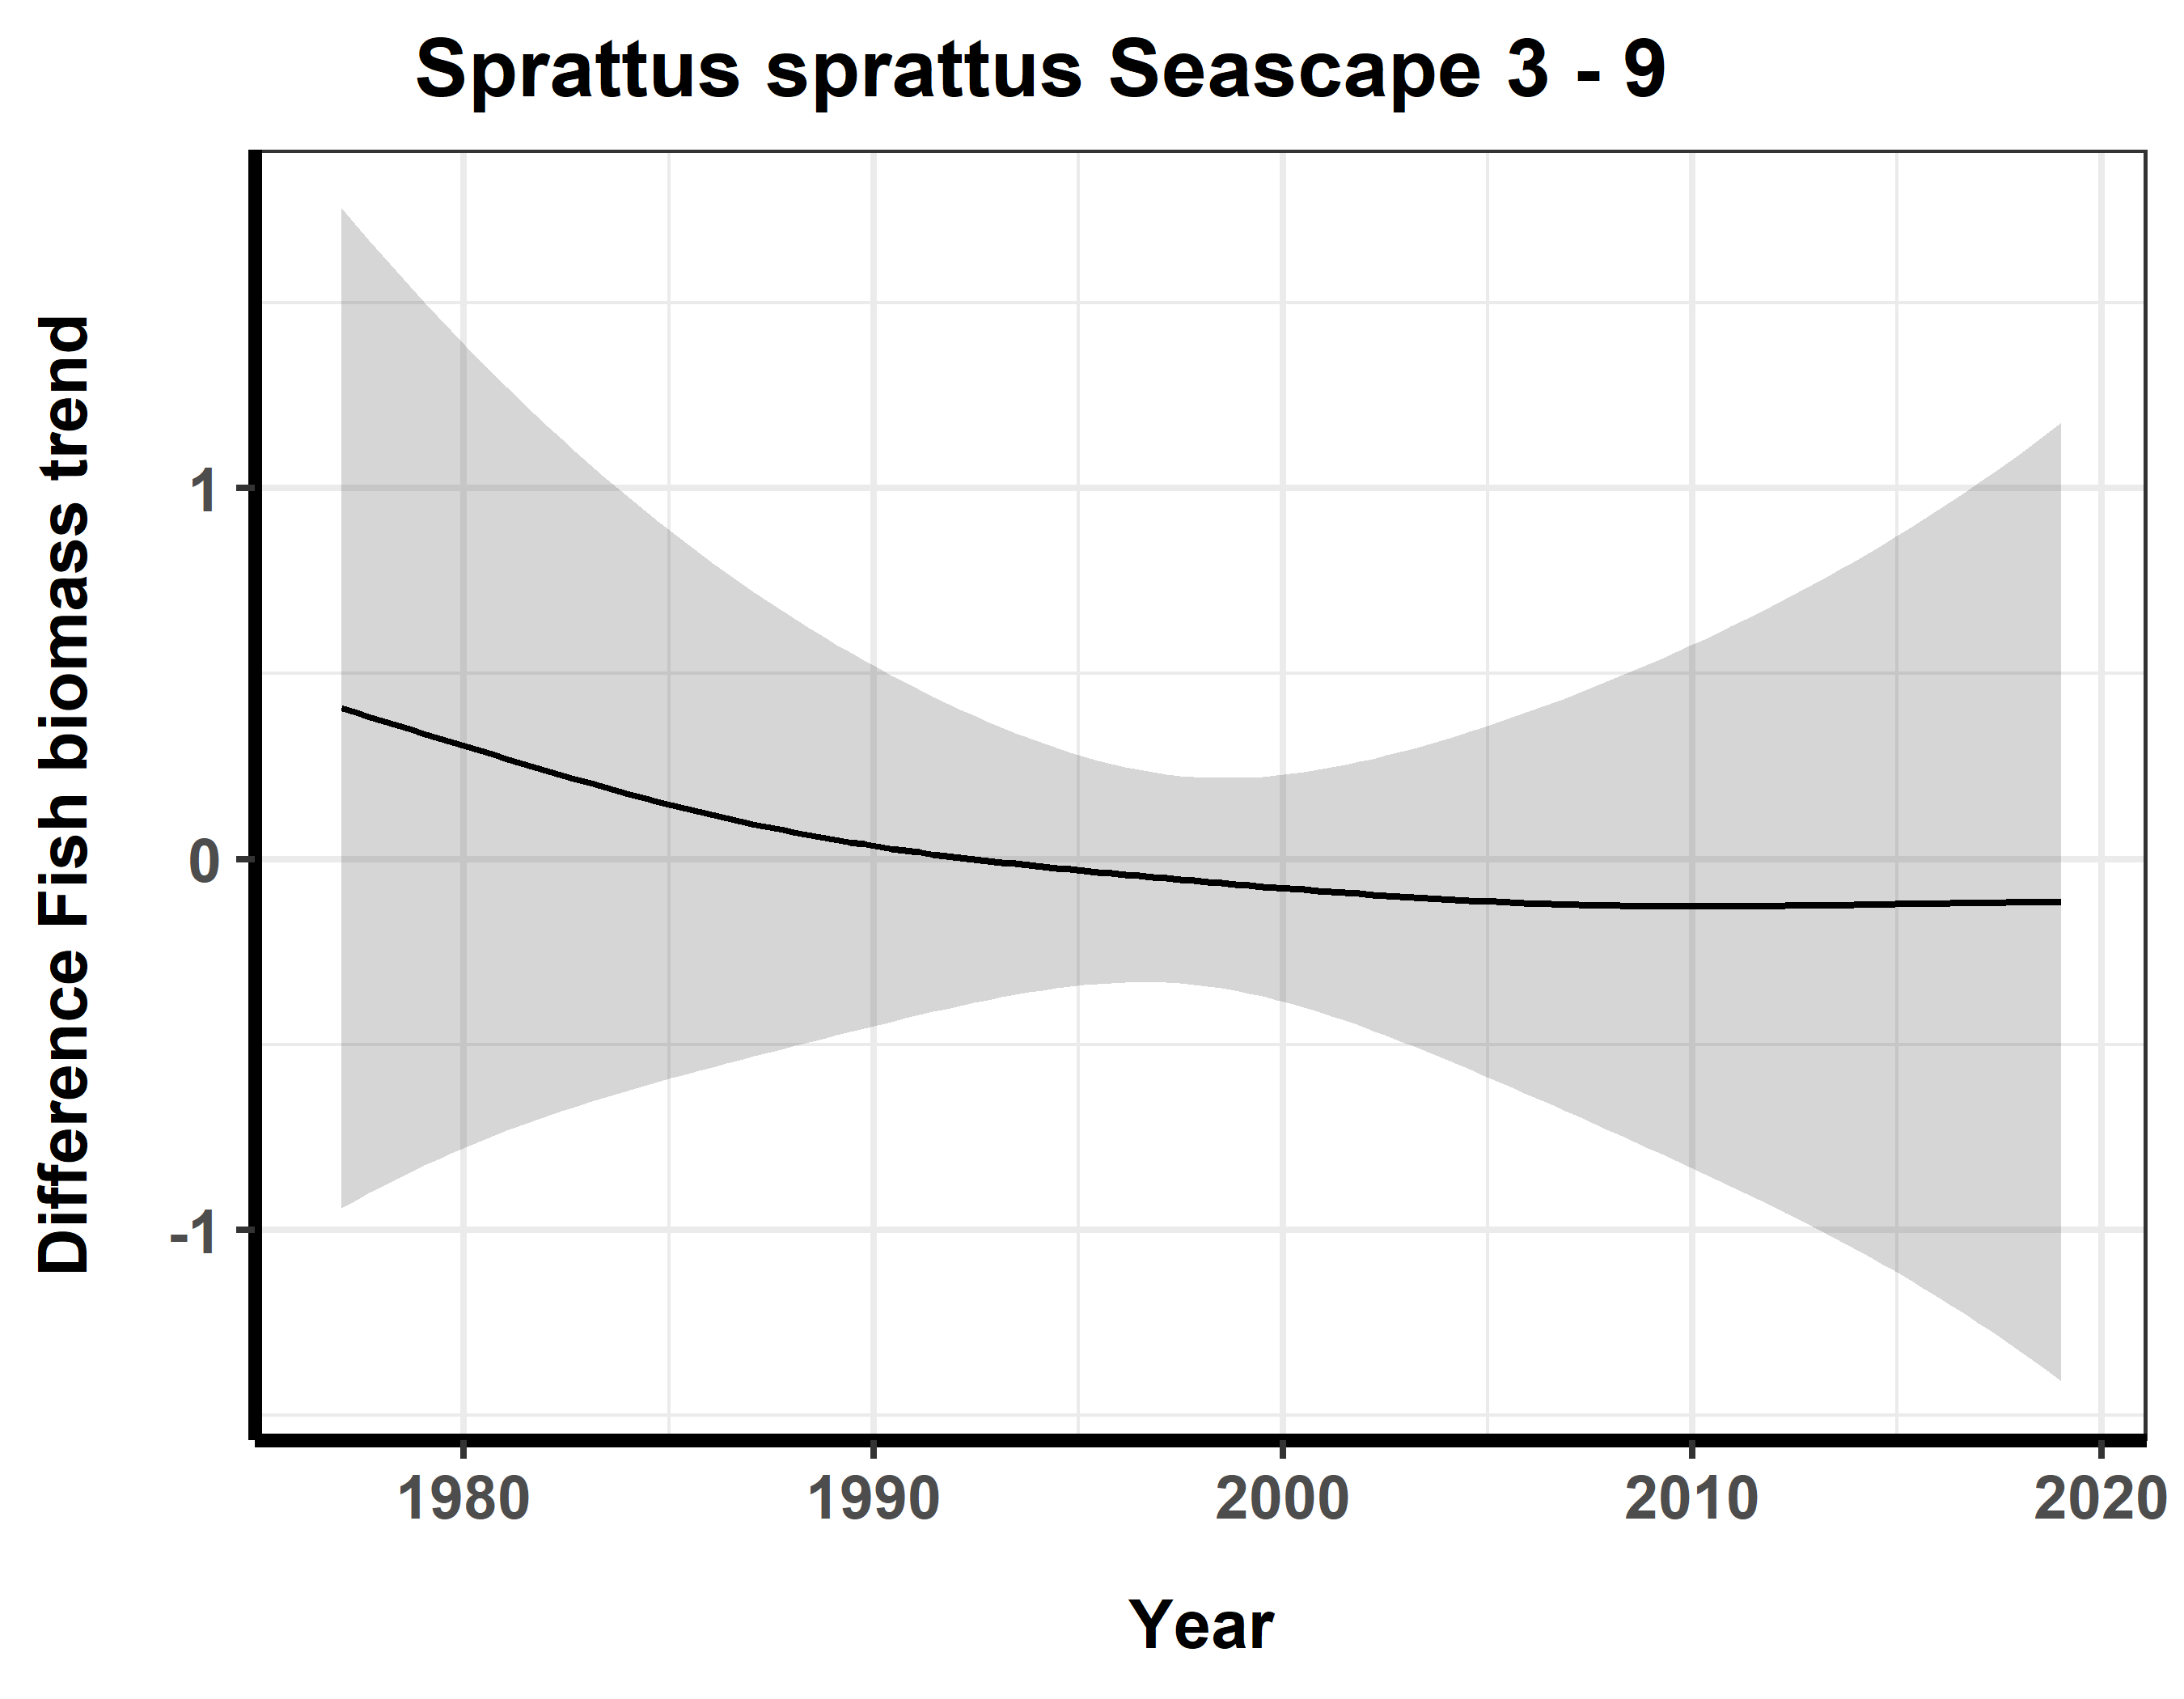 Sprattus sprattus Seascape 3 - 9
Difference Fish biomass trend
1
0
-1
1980 1990 2000 2010 2020
Year